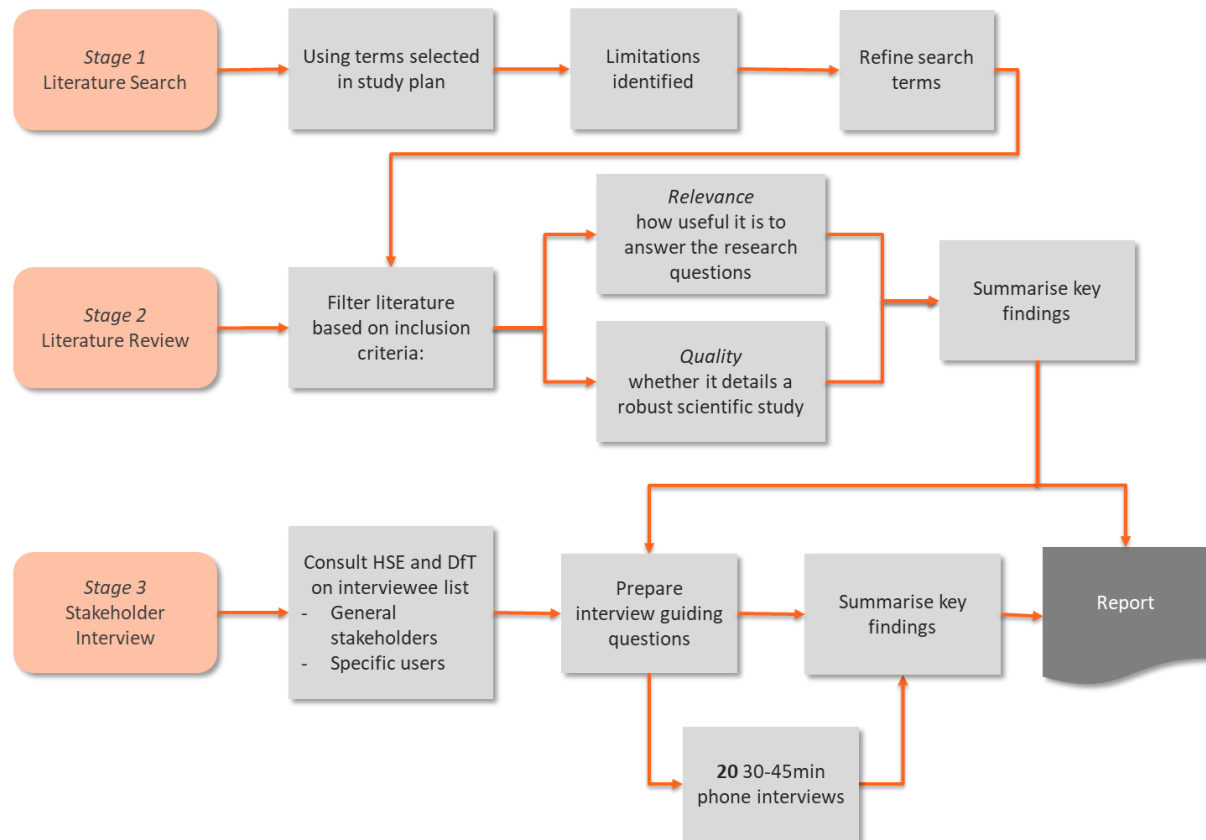 Stage 1
Literature Search
Using terms selected
in study plan
Limitations
identified
Refine search
terms
Stage 2
Literature Review
Filter literature
based on inclusion
criteria:
Relevance
how useful it is to
answer the research
questions
Quality
whether it details a
robust scientific study
Summarise key
findings
Stage 3
Stakeholder
Interview
Consult HSE and DfT
on interviewee list
- General
stakeholders
- Specific users
Prepare
interview guiding
questions
20 30-45min
phone interviews
Summarise key
findings
Report